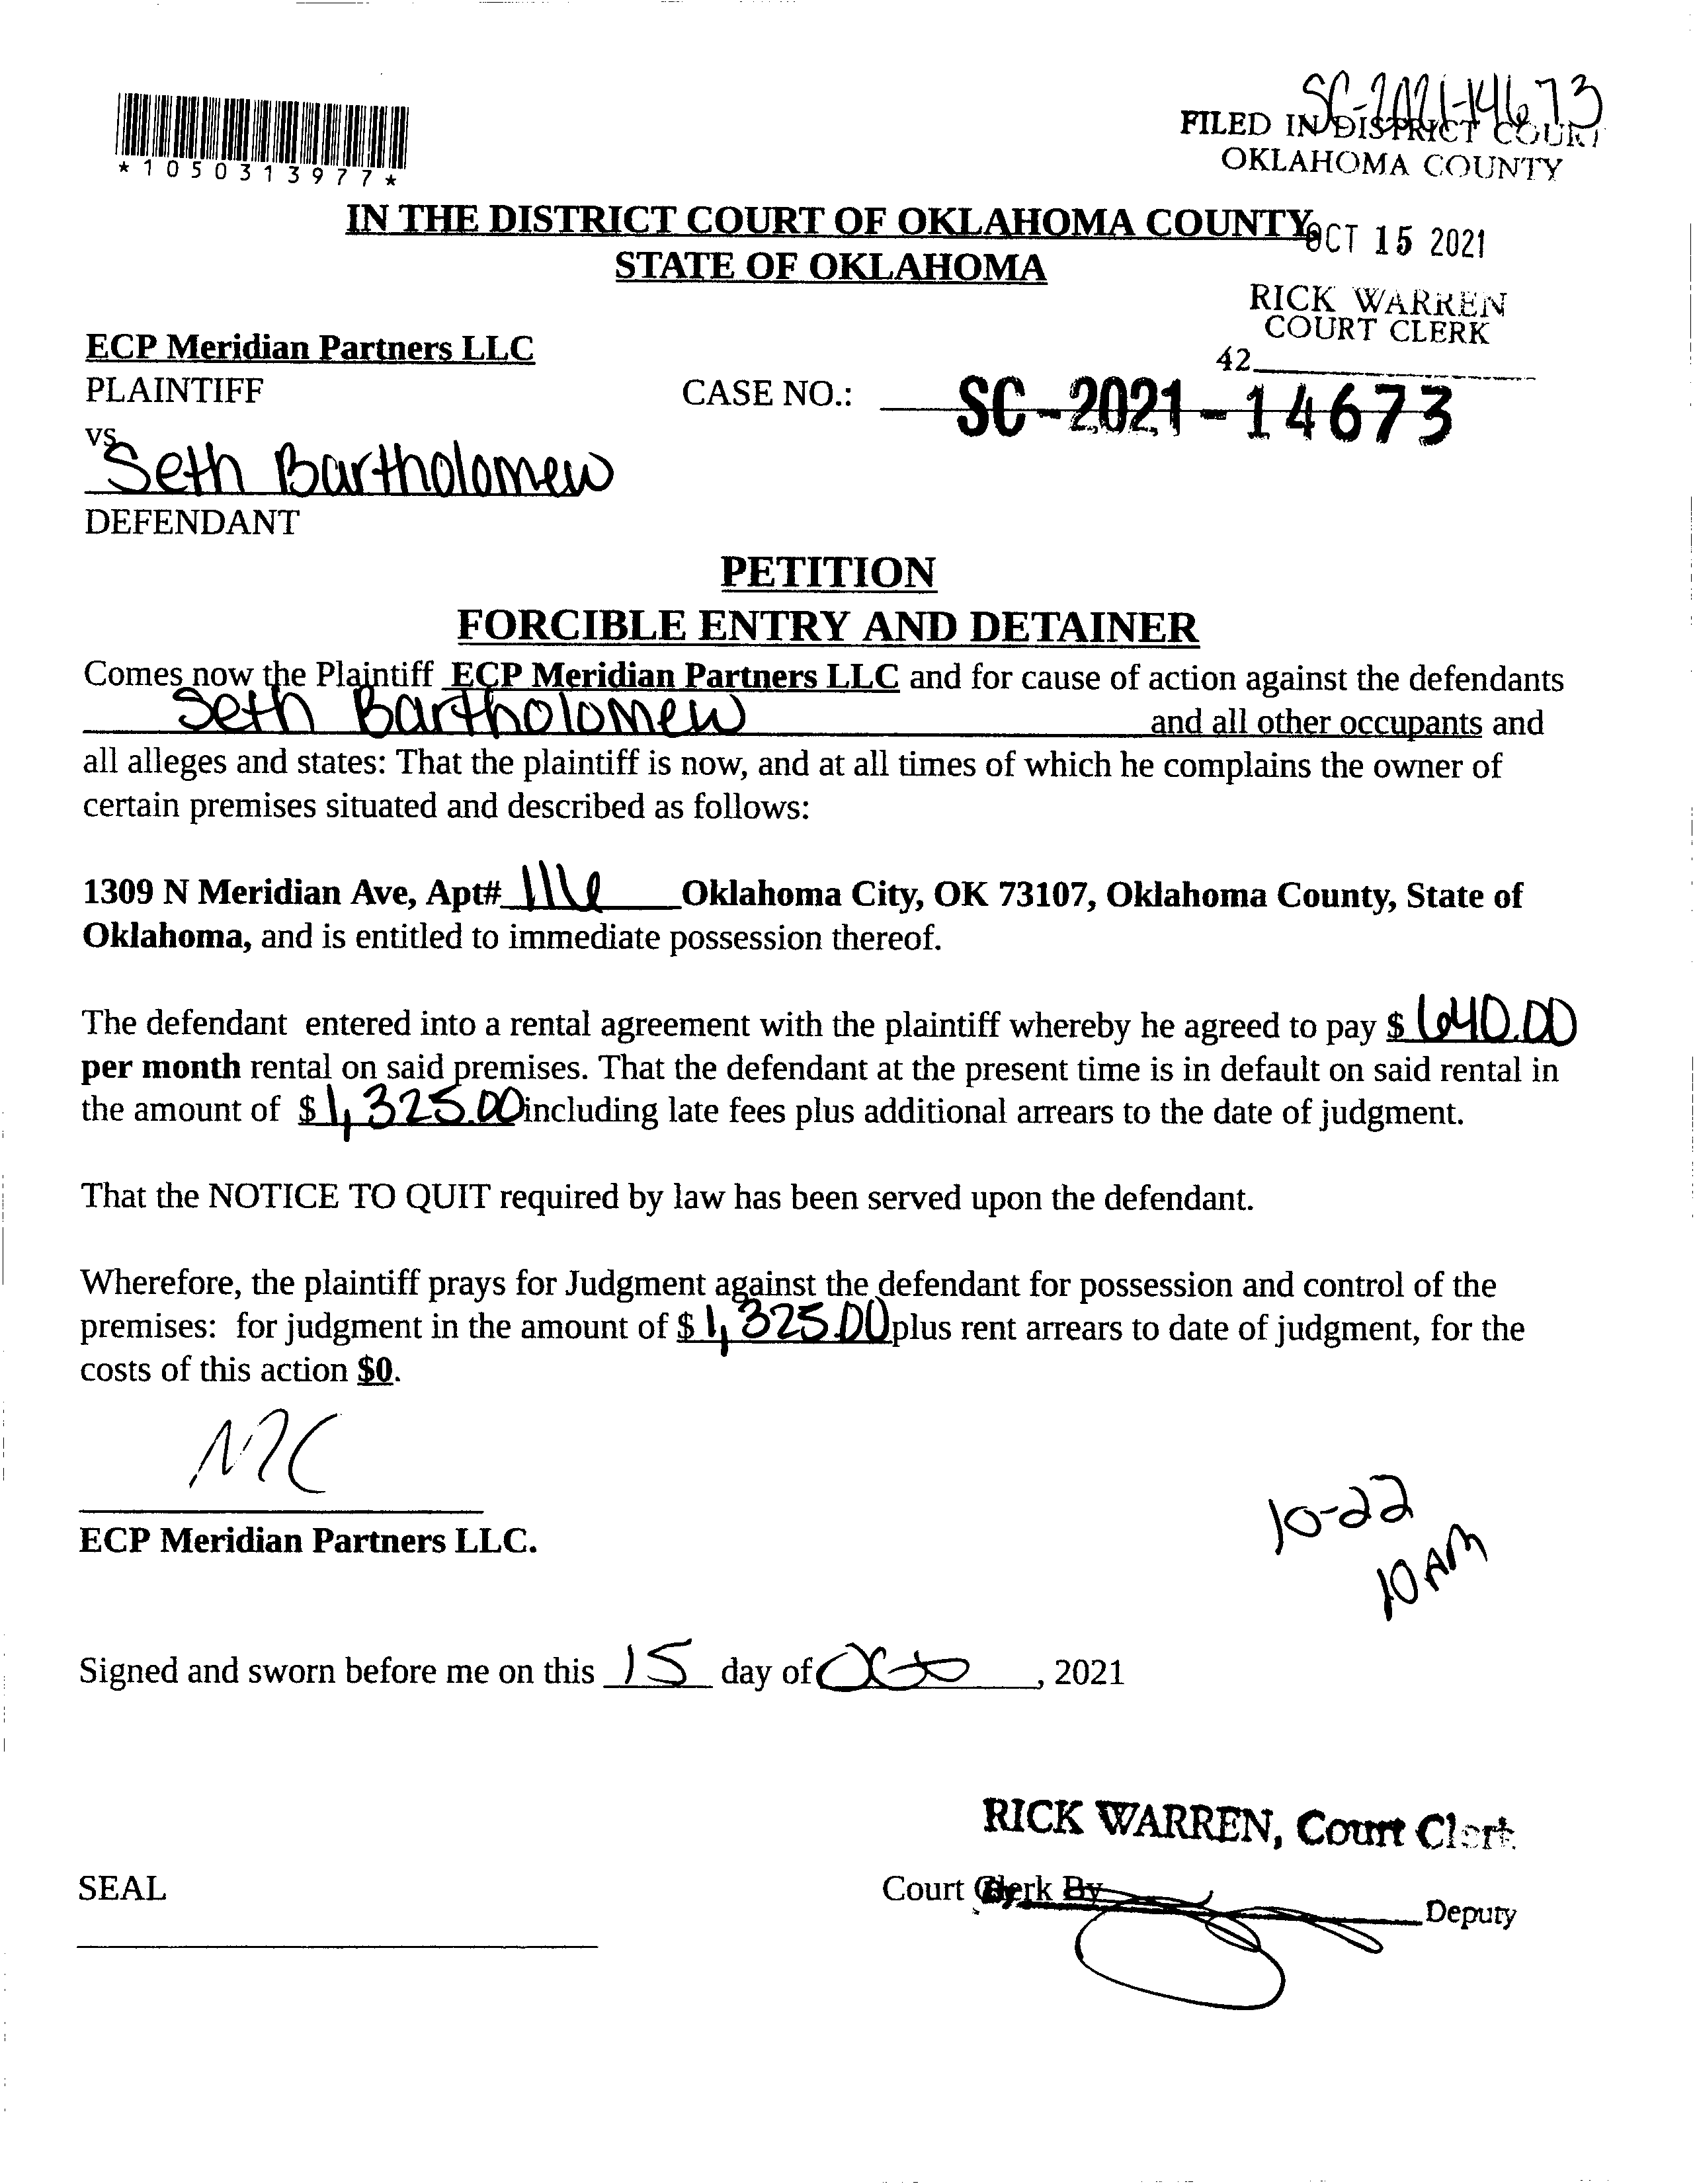 SC-2021-14673
FILED IN DISTRICT COURT
OKLAHOMA COUNTY
*1050313977*
IN THE DISTRICT COURT OF OKLAHOMA COUNTY
OCT 15 2021
STATE OF OKLAHOMA
RICK WARREN
COURT CLERK
ECP Meridian Partners LLC
42
PLAINTIFF
CASE NO.: SC-2021-14673
vs
Seth Bartholomew
DEFENDANT
PETITION
FORCIBLE ENTRY AND DETAINER
Comes now the Plaintiff ECP Meridian Partners LLC and for cause of action against the defendants
Seth Bartholomew and all other occupants and
all alleges and states: That the plaintiff is now, and at all times of which he complains the owner of
certain premises situated and described as follows:
1309 N Meridian Ave, Apt# 116 Oklahoma City, OK 73107, Oklahoma County, State of
Oklahoma, and is entitled to immediate possession thereof.
The defendant entered into a rental agreement with the plaintiff whereby he agreed to pay $ 640.00
per month rental on said premises. That the defendant at the present time is in default on said rental in
the amount of $ 1,325.00 including late fees plus additional arrears to the date of judgment.
That the NOTICE TO QUIT required by law has been served upon the defendant.
Wherefore, the plaintiff prays for Judgment against the defendant for possession and control of the
premises: for judgment in the amount of $ 1,325.00 plus rent arrears to date of judgment, for the
costs of this action $0.
ECP Meridian Partners LLC.
10-22
10 AM
Signed and sworn before me on this 15 day of Oct, 2021
RICK WARREN, Court Clerk
SEAL
Court Clerk By
By
Deputy